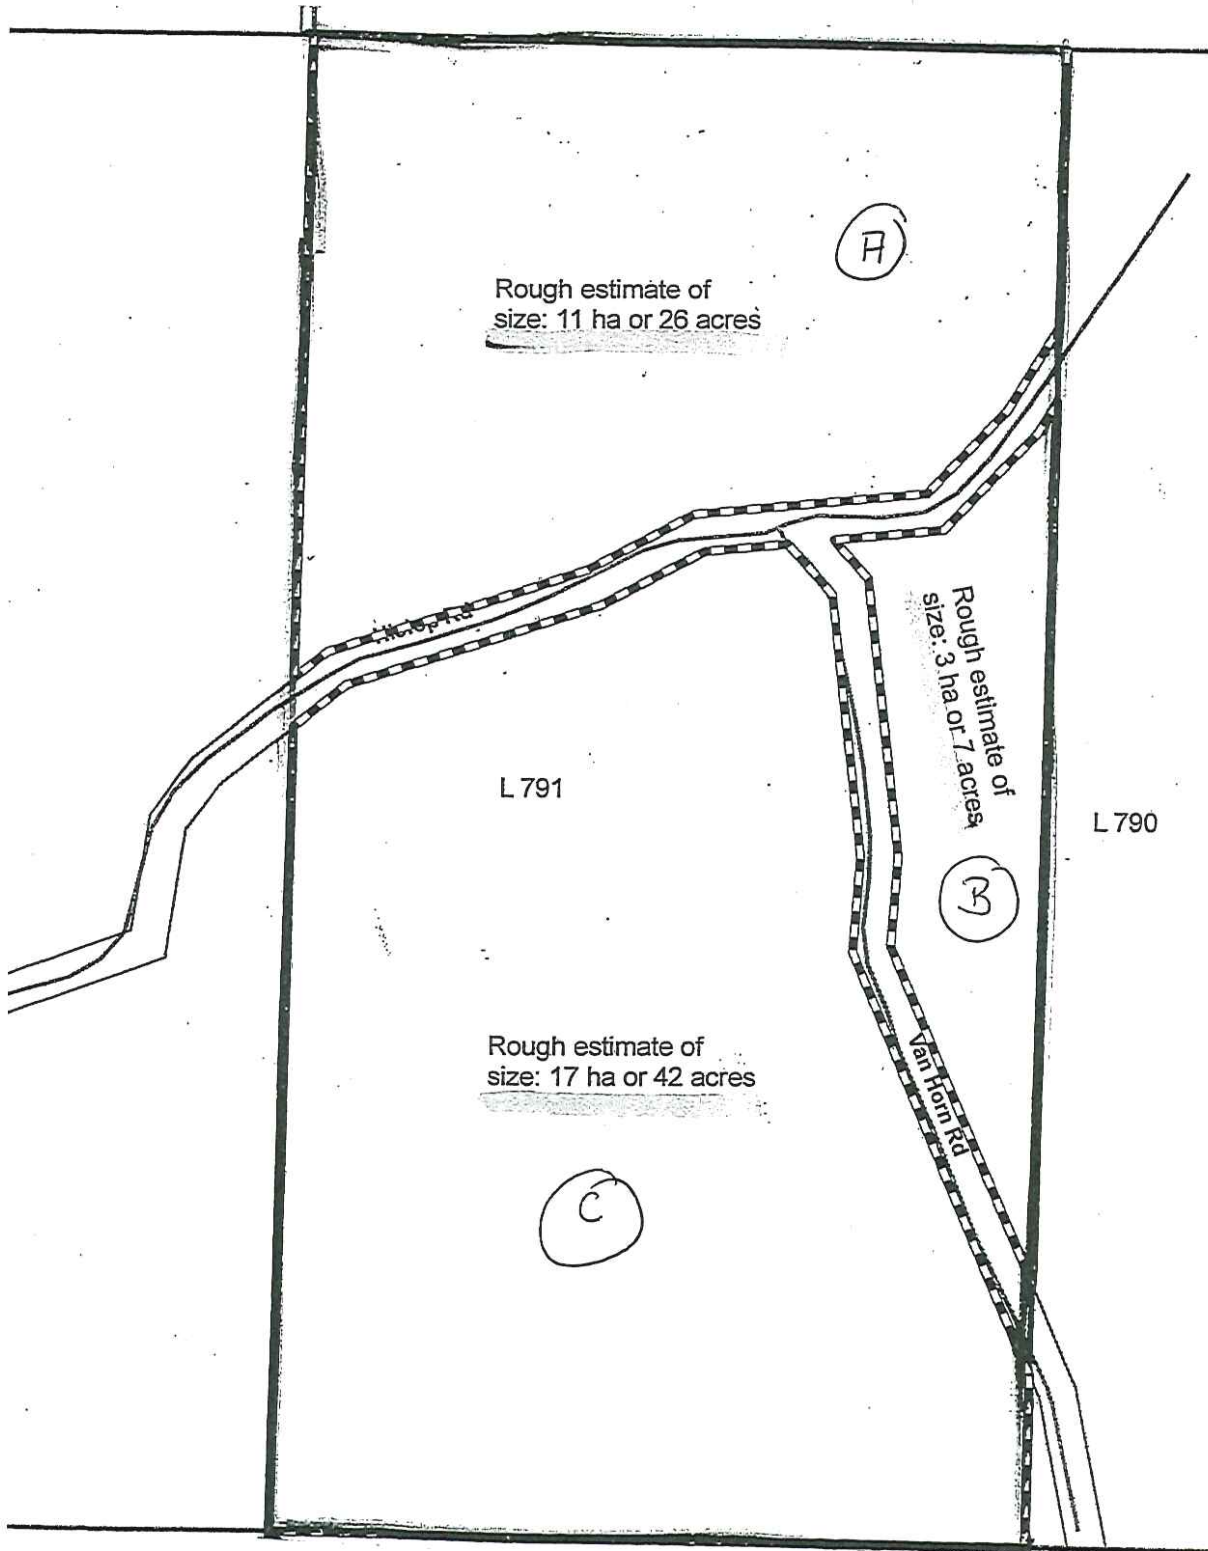 A
Rough estimate of
size: 11 ha or 26 acres
Rough estimate of
size: 3 ha or 7 acres
L 791
L 790
B
Rough estimate of
size: 17 ha or 42 acres
Van Horn Rd
C